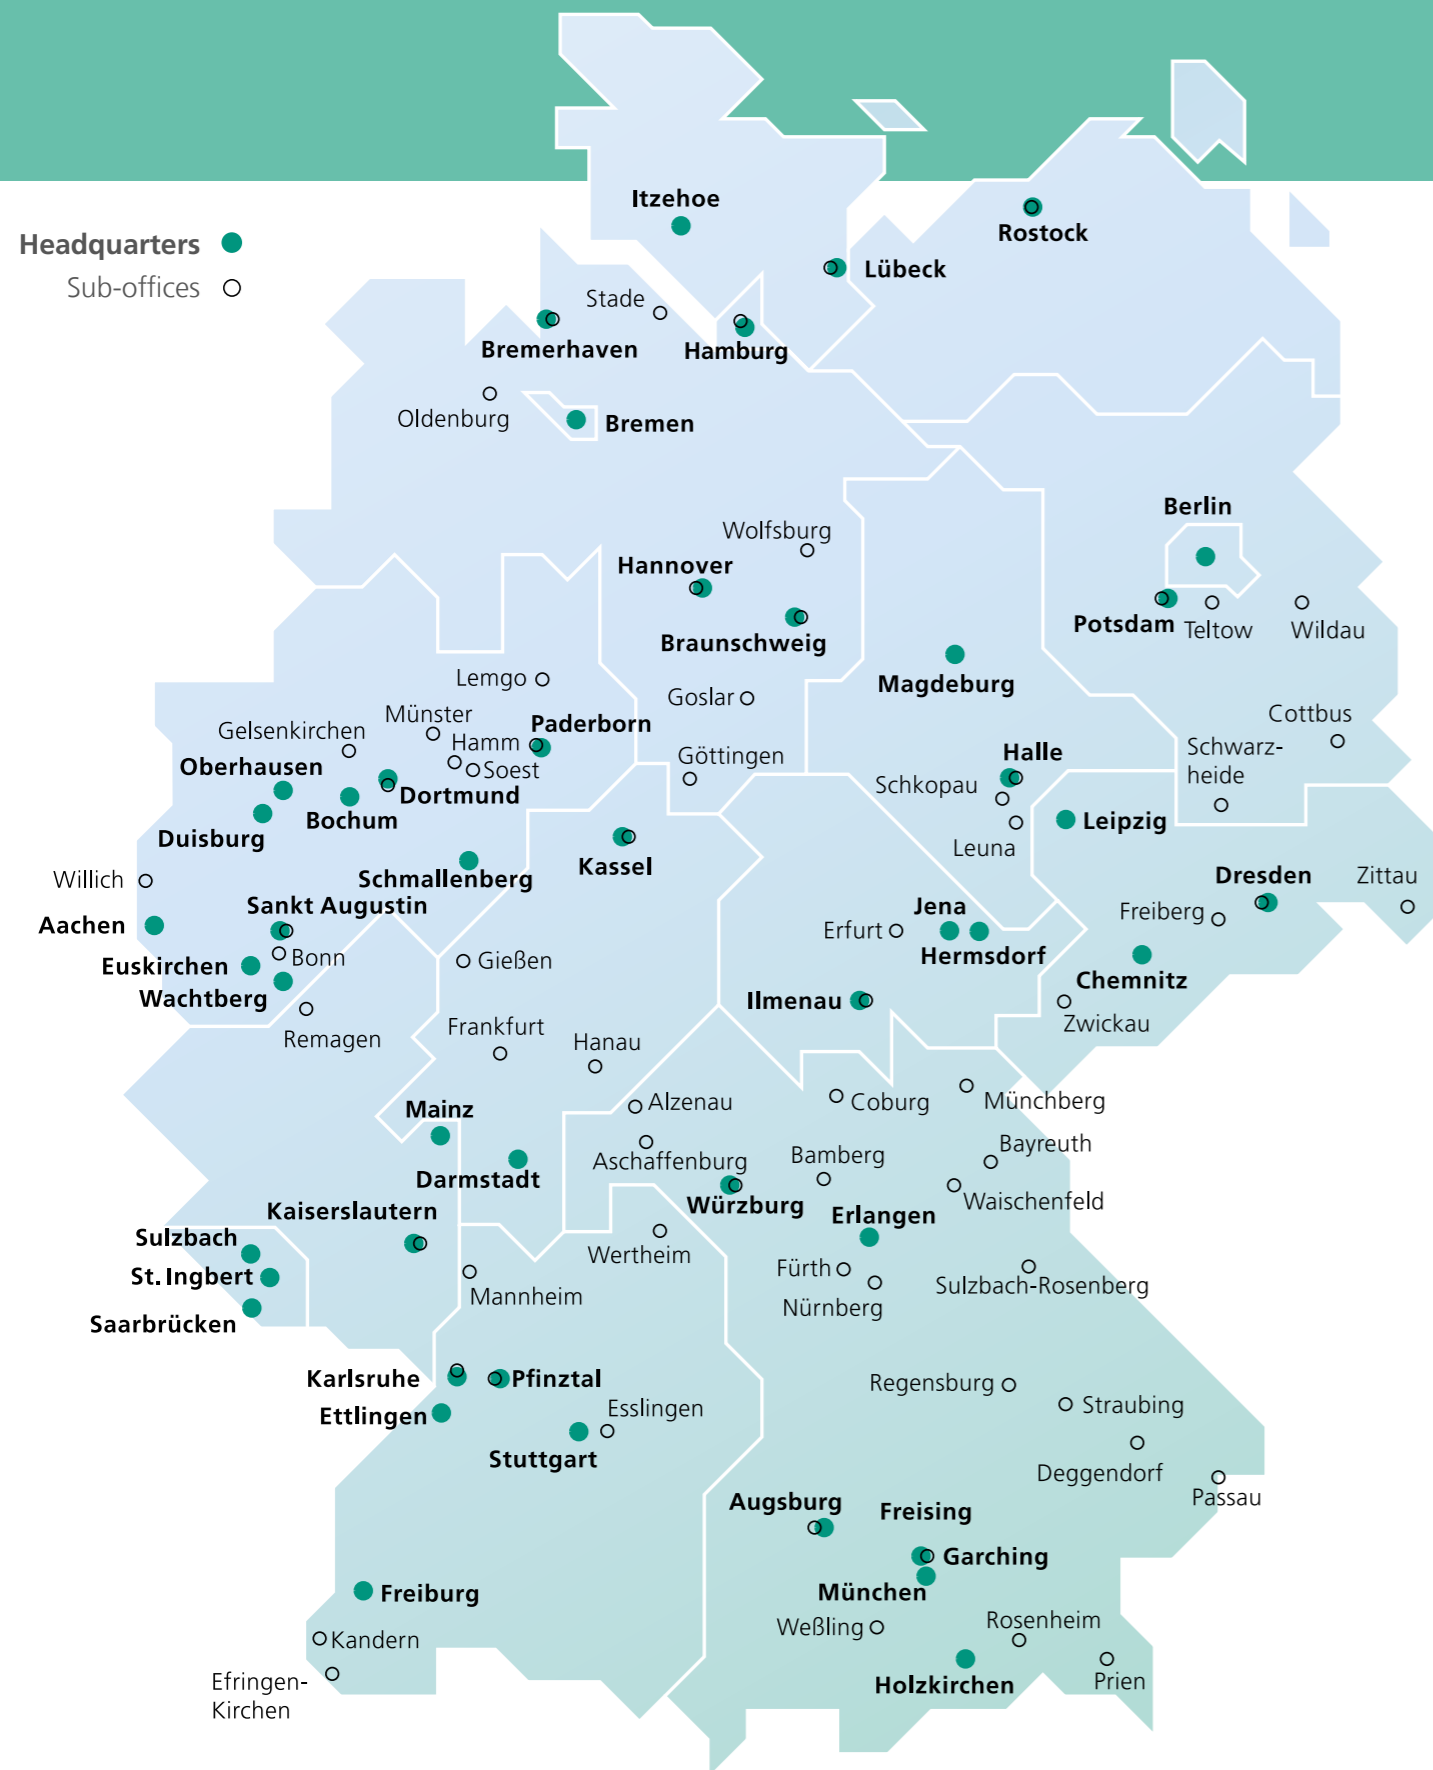 Itzehoe
Rostock
Headquarters
Sub-offices
Lübeck
Stade
Bremerhaven
Hamburg
Oldenburg
Bremen
Berlin
Wolfsburg
Hannover
Braunschweig
Potsdam
Teltow
Wildau
Lemgo
Magdeburg
Goslar
Münster
Cottbus
Gelsenkirchen
Paderborn
Hamm
Göttingen
Halle
Schwarz-
heide
Oberhausen
Soest
Schkopau
Dortmund
Bochum
Leipzig
Duisburg
Leuna
Kassel
Willich
Schmallenberg
Dresden
Zittau
Sankt Augustin
Jena
Freiberg
Aachen
Erfurt
Bonn
Gießen
Hermsdorf
Euskirchen
Chemnitz
Wachtberg
Ilmenau
Remagen
Frankfurt
Hanau
Zwickau
Mainz
Alzenau
Coburg
Münchberg
Bayreuth
Aschaffenburg
Bamberg
Darmstadt
Waischenfeld
Würzburg
Kaiserslautern
Erlangen
Sulzbach
Wertheim
St. Ingbert
Fürth
Sulzbach-Rosenberg
Mannheim
Nürnberg
Saarbrücken
Karlsruhe
Pfinztal
Regensburg
Ettlingen
Esslingen
Straubing
Stuttgart
Deggendorf
Passau
Augsburg
Freising
Garching
Freiburg
München
Weßling
Rosenheim
Kandern
Efringen-
Kirchen
Holzkirchen
Prien